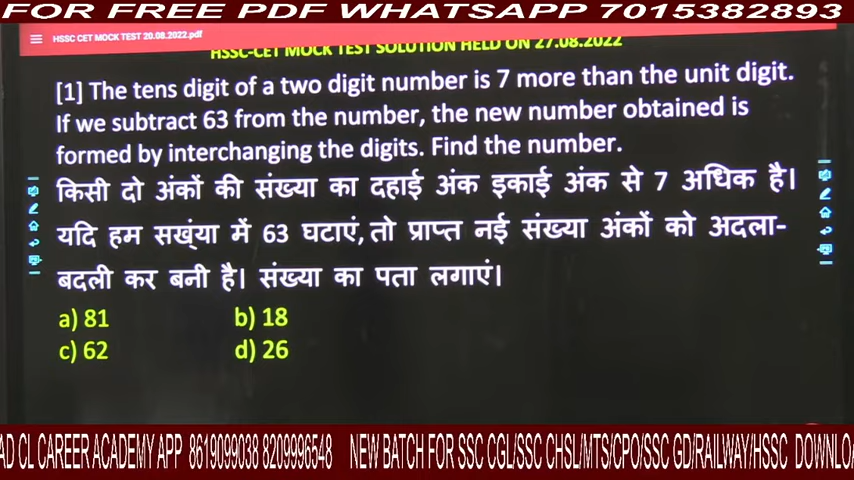 FOR FREE PDF WHATSAPP 7015382893
HSSC CET MOCK TEST 20.08.2022.pdf
HSSC-CET MOCK TEST SOLUTION HELD ON 27.08.2022
[1] The tens digit of a two digit number is 7 more than the unit digit.
If we subtract 63 from the number, the new number obtained is
formed by interchanging the digits. Find the number.
किसी दो अंकों की संख्या का दहाई अंक इकाई अंक से 7 अधिक है।
यदि हम सख्ंया में 63 घटाएं, तो प्राप्त नई संख्या अंकों को अदला-
बदली कर बनी है। संख्या का पता लगाएं।
a) 81 b) 18
c) 62 d) 26
AD CL CAREER ACADEMY APP 8619099038 8209996548 NEW BATCH FOR SSC CGL/SSC CHSL/MTS/CPO/SSC GD/RAILWAY/HSSC DOWNLOA